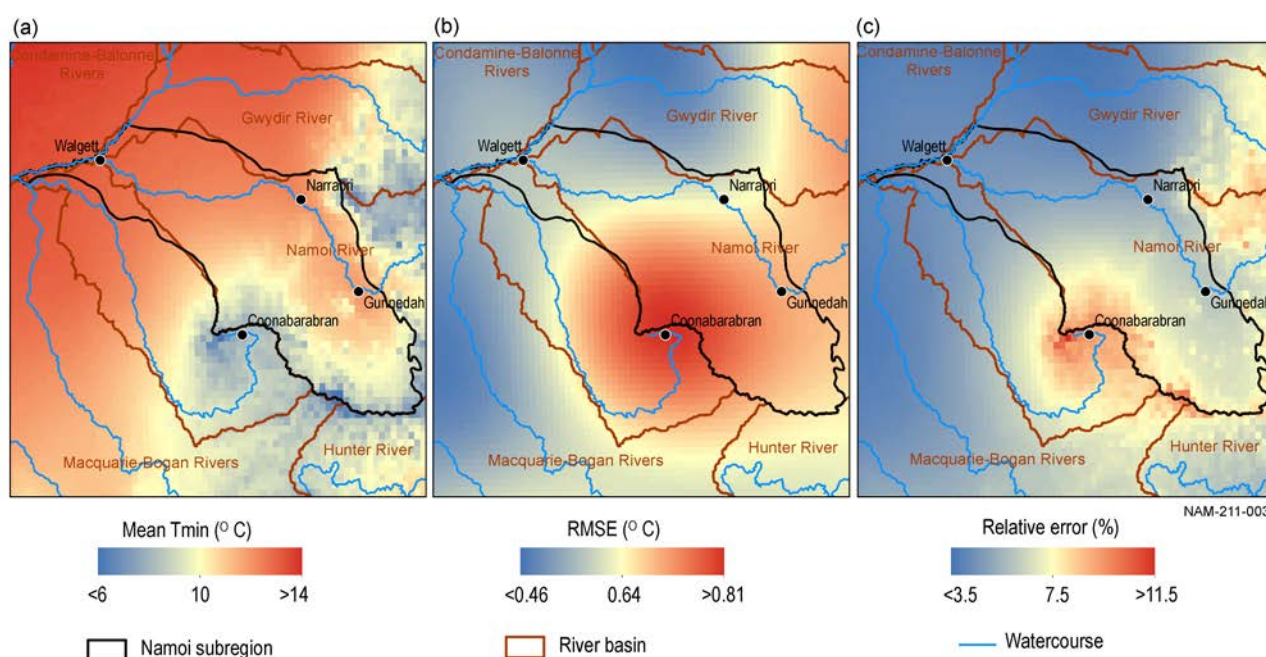 (a)
(b)
(c)
Condamine-Balonne
Rivers
Gwydir River
Walgett
Narrabri
Namoi River
Gunnedah
Coonabarabran
Macquarie-Bogan Rivers
Hunter River
Condamine-Balonne
Rivers
Gwydir River
Walgett
Narrabri
Namoi River
Gunnedah
Coonabarabran
Macquarie-Bogan Rivers
Hunter River
Condamine-Balonne
Rivers
Gwydir River
Walgett
Narrabri
Namoi River
Gunnedah
Coonabarabran
Macquarie-Bogan Rivers
Hunter River
NAM-211-003
Mean Tmin (° C)
<6 10 >14
RMSE (° C)
<0.46 0.64 >0.81
Relative error (%)
<3.5 7.5 >11.5
Namoi subregion
River basin
Watercourse